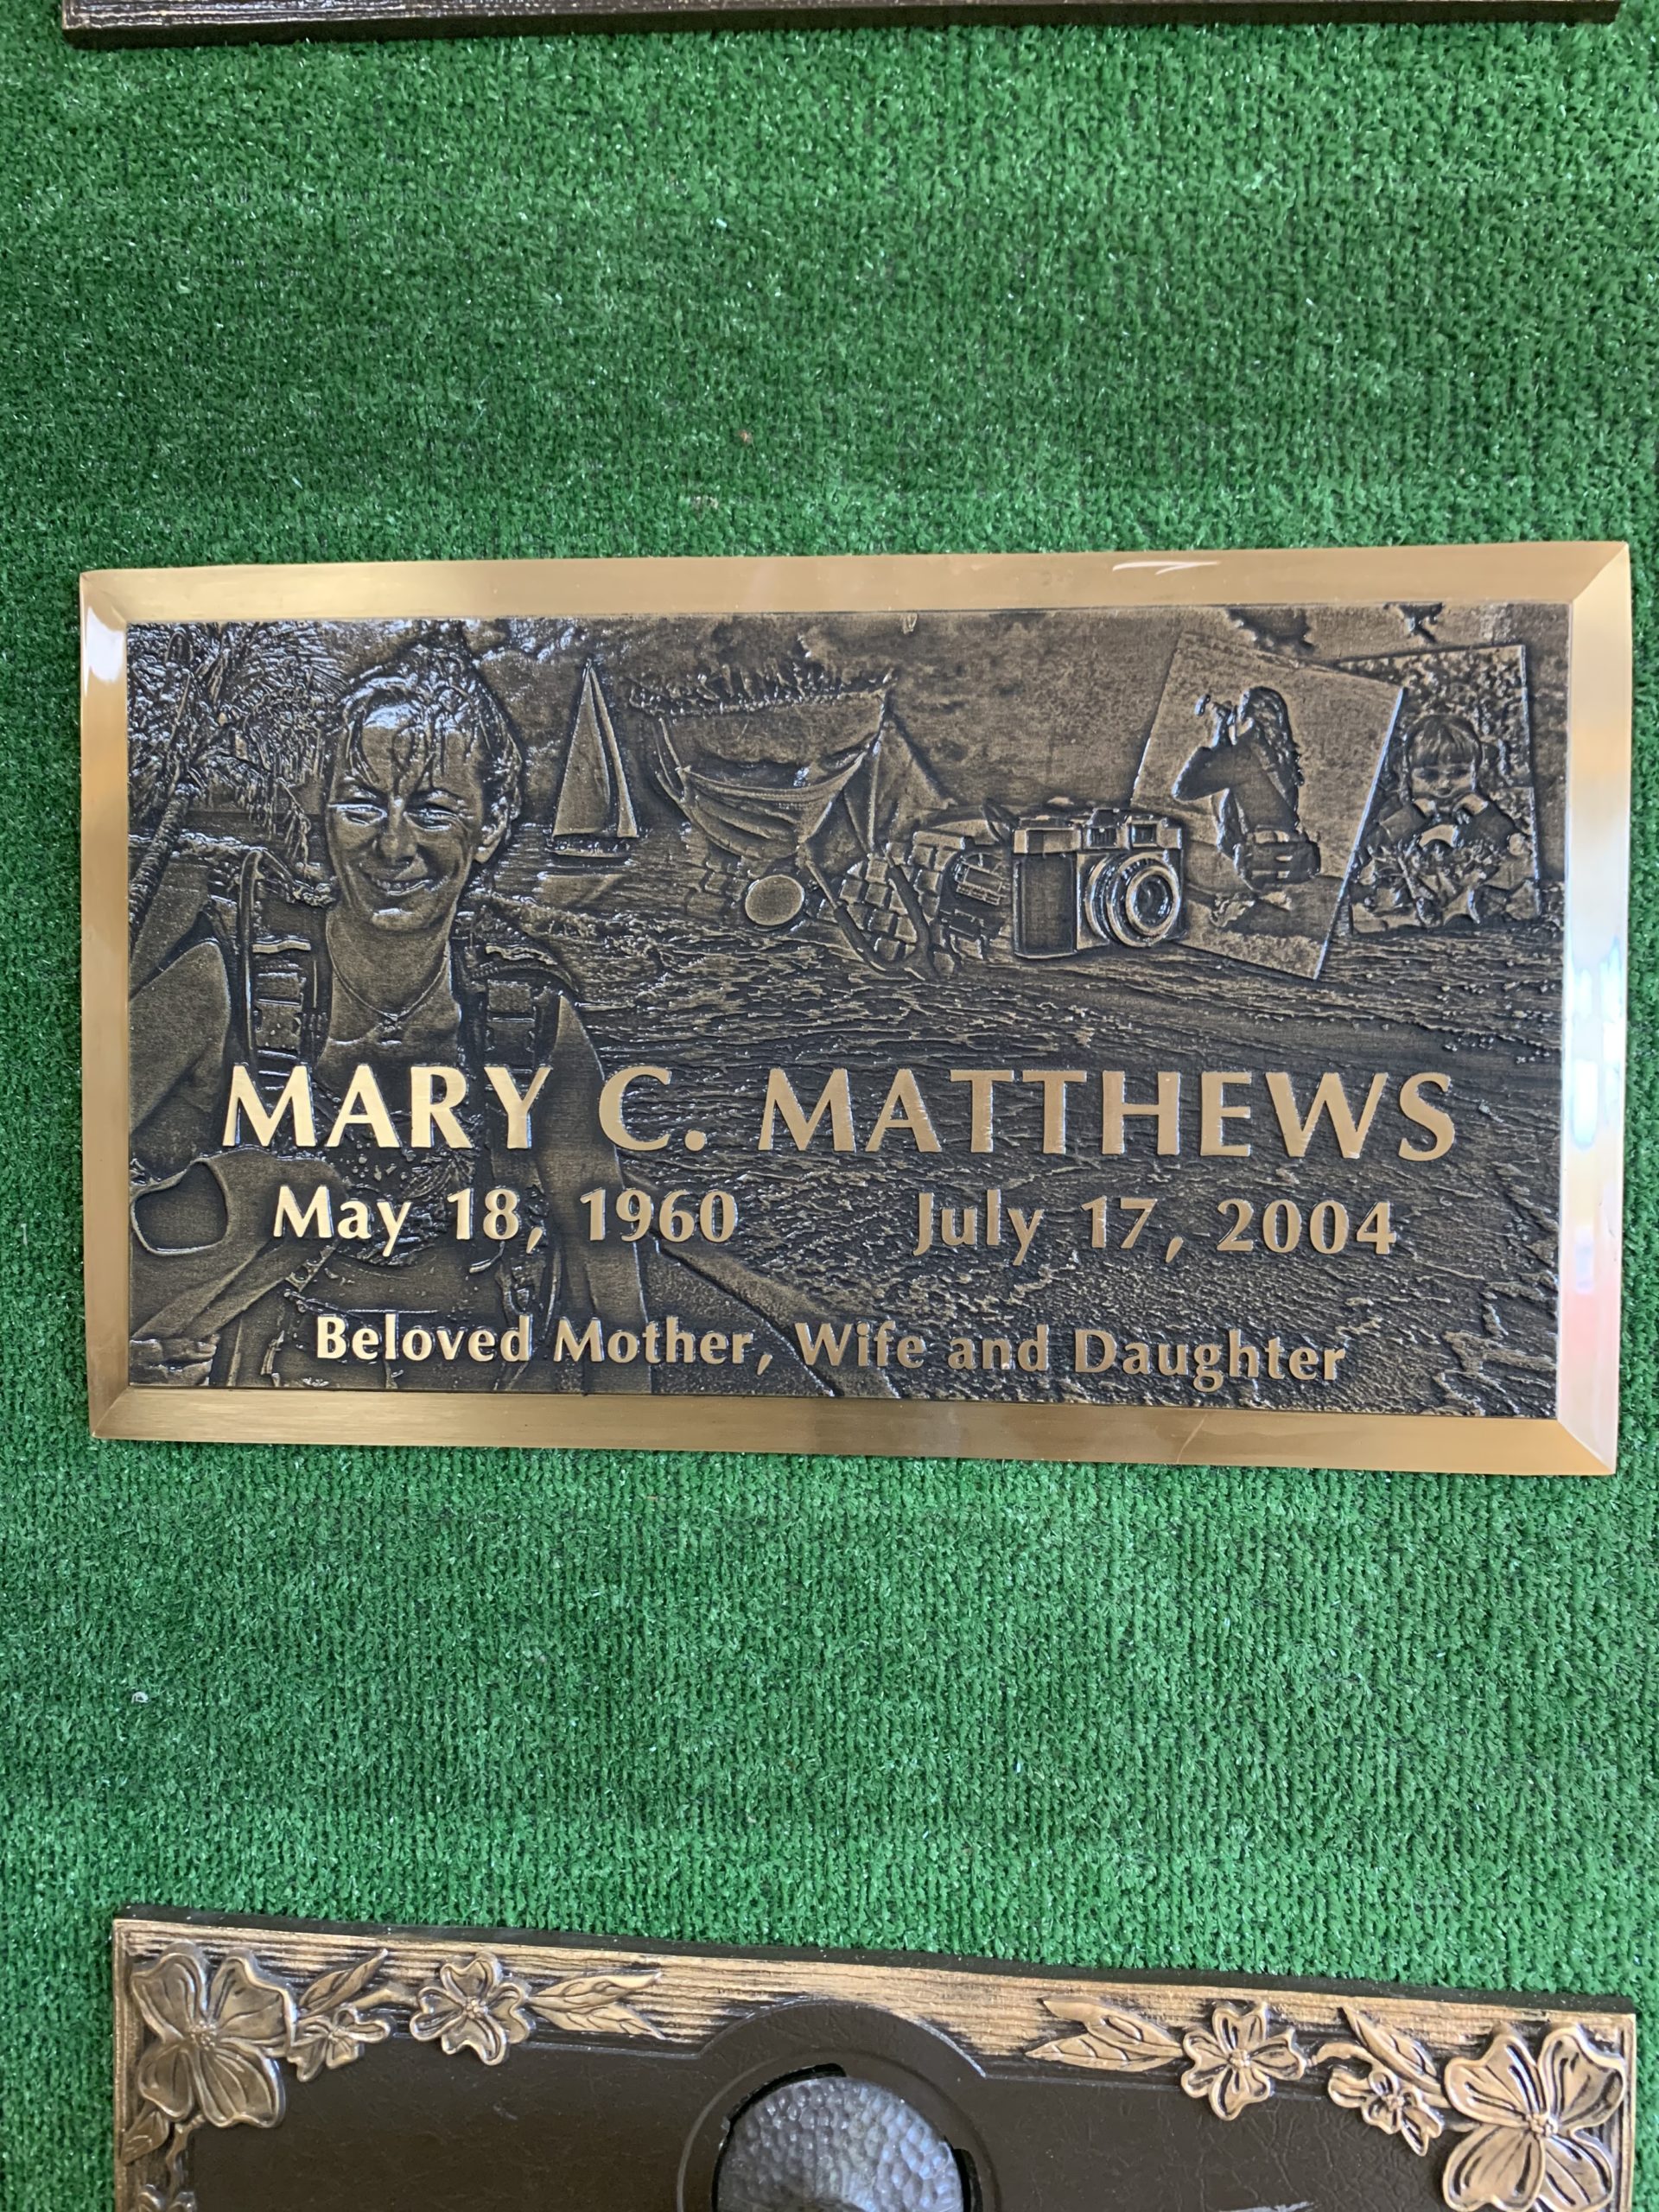 MARY C. MATTHEWS
May 18, 1960 July 17, 2004
Beloved Mother, Wife and Daughter